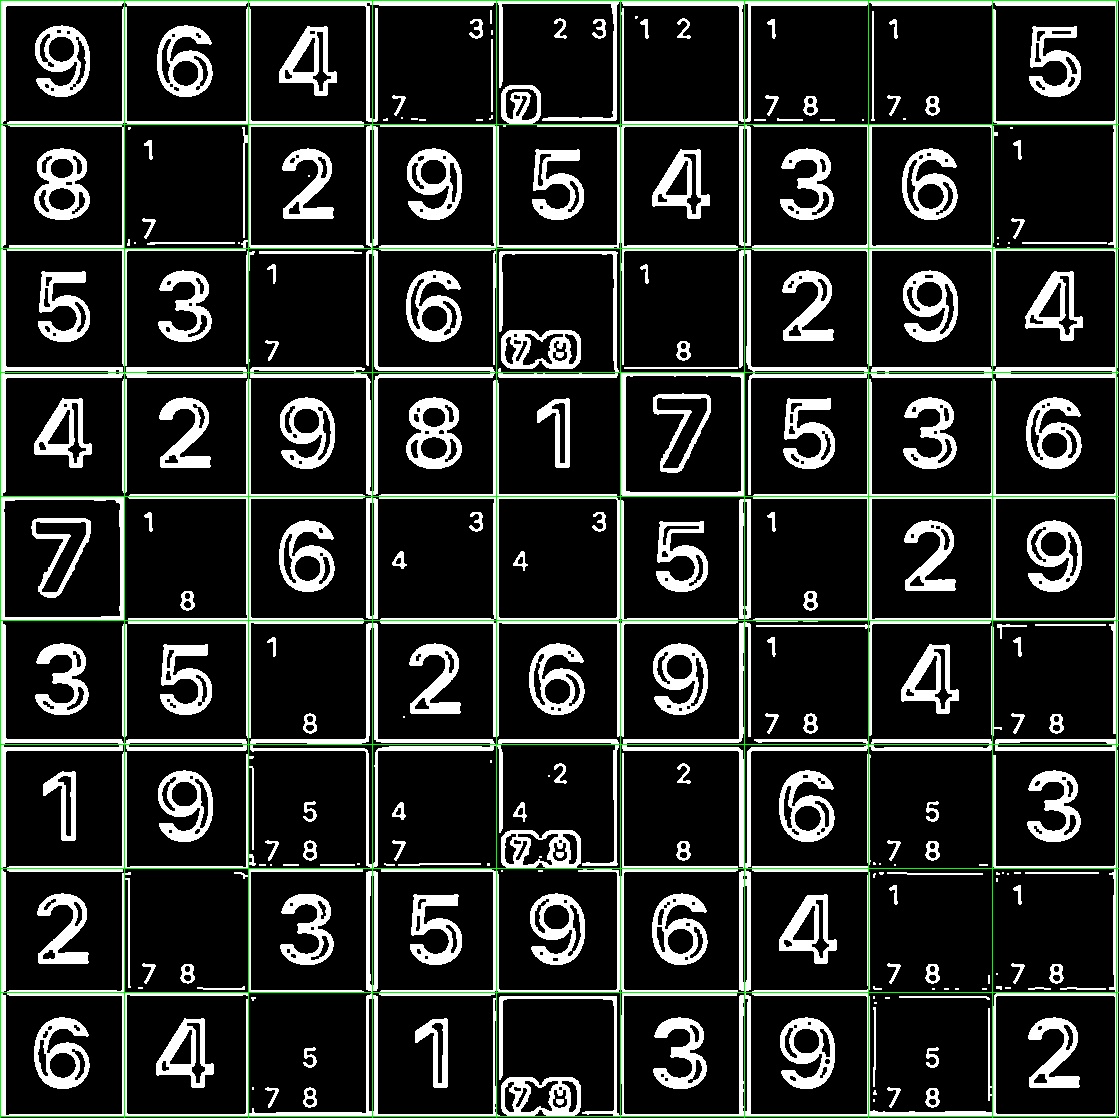 9 6 4 3 7 2 3 7 1 2 1 7 8 1 7 8 5
8 1 7 2 9 5 4 3 6 1 7
5 3 1 7 6 7 8 1 8 2 9 4
4 2 9 8 1 7 5 3 6
7 1 8 6 3 4 3 4 5 1 8 2 9
3 5 1 8 2 6 9 1 7 8 4 1 7 8
1 9 5 7 8 4 7 2 4 7 8 2 8 6 5 7 8 3
2 7 8 3 5 9 6 4 1 7 8 1 7 8
6 4 5 7 8 1 7 8 3 9 5 7 8 2